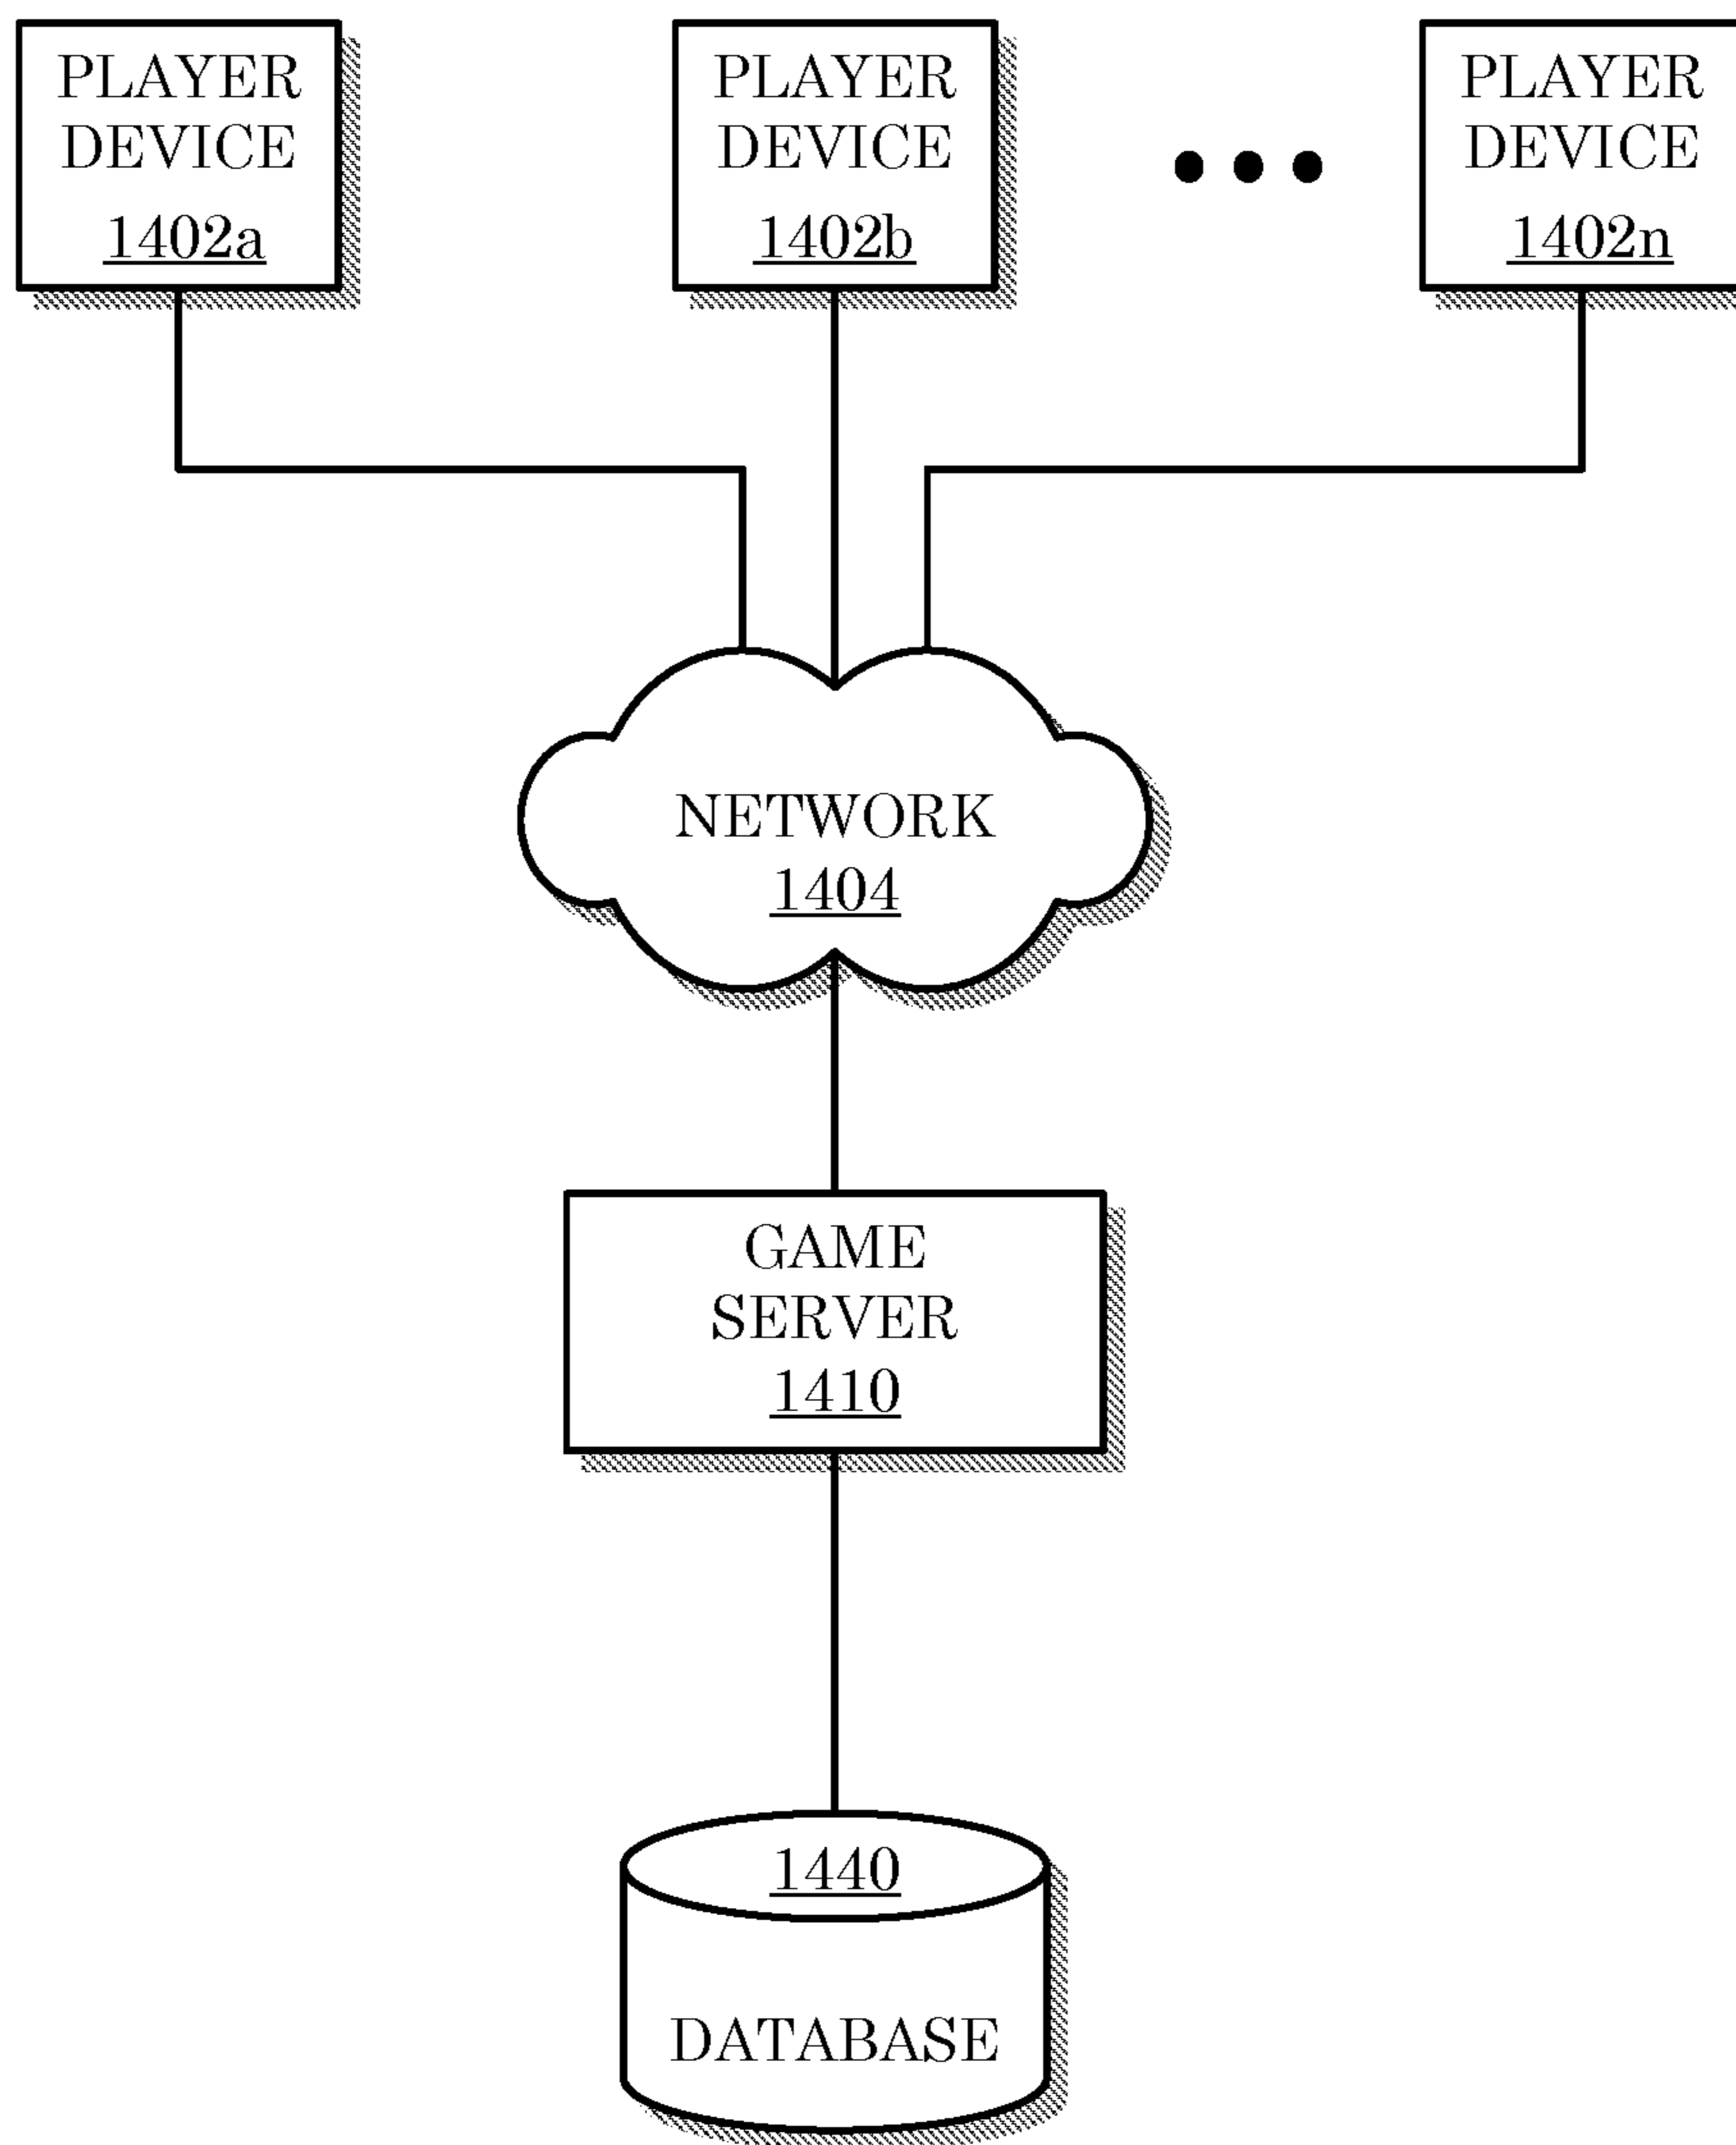 PLAYER
DEVICE
1402a
PLAYER
DEVICE
1402b
PLAYER
DEVICE
1402n
NETWORK
1404
GAME
SERVER
1410
1440
DATABASE